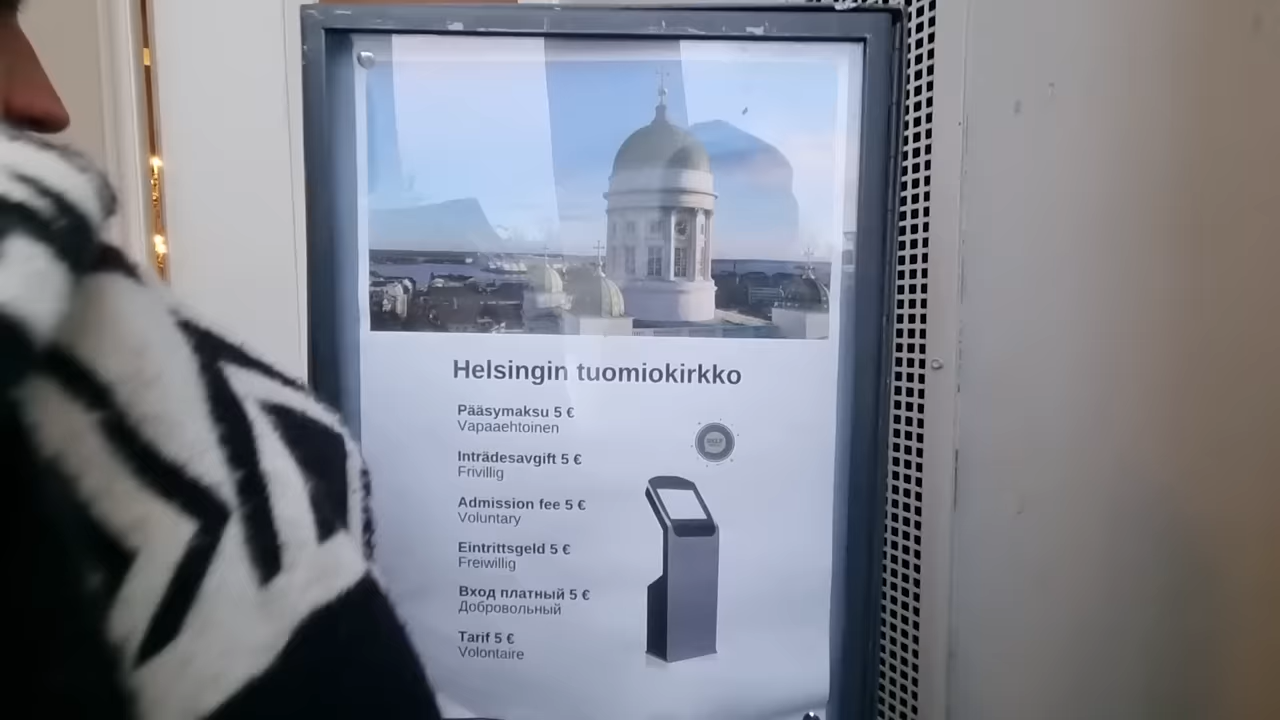 Helsingin tuomiokirkko
Pääsymaksu 5 €
Vapaaehtoinen
Inträdesavgift 5 €
Frivillig
Admission fee 5 €
Voluntary
Eintrittsgeld 5 €
Freiwillig
Вход платный 5 €
Добровольный
Tarif 5 €
Volontaire